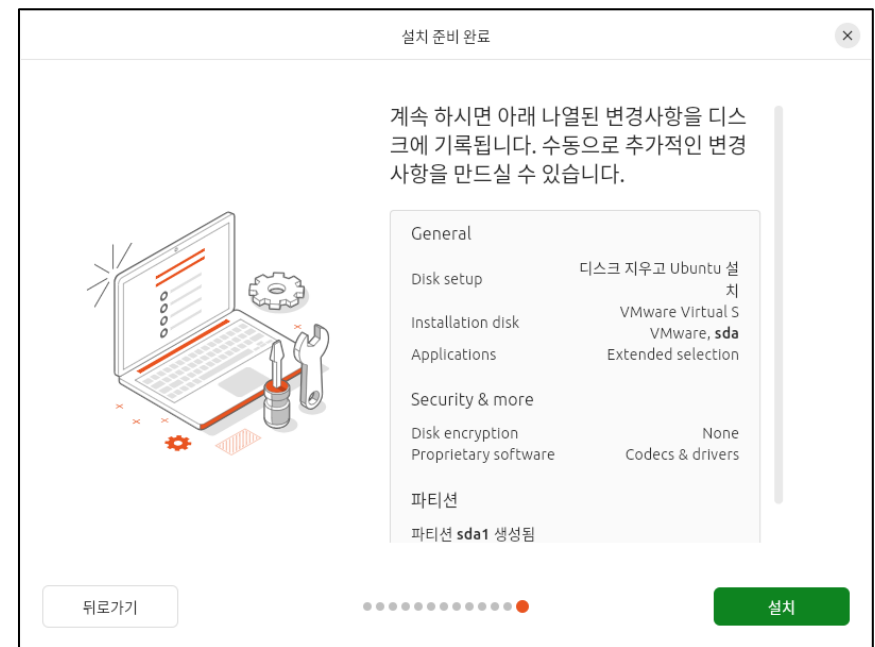 설치 준비 완료
계속 하시면 아래 나열된 변경사항을 디스
크에 기록됩니다. 수동으로 추가적인 변경
사항을 만드실 수 있습니다.
General
Disk setup 디스크 지우고 Ubuntu 설
치
Installation disk VMware Virtual S
VMware, sda
Applications Extended selection
Security & more
Disk encryption None
Proprietary software Codecs & drivers
파티션
파티션 sda1 생성됨
뒤로가기 설치